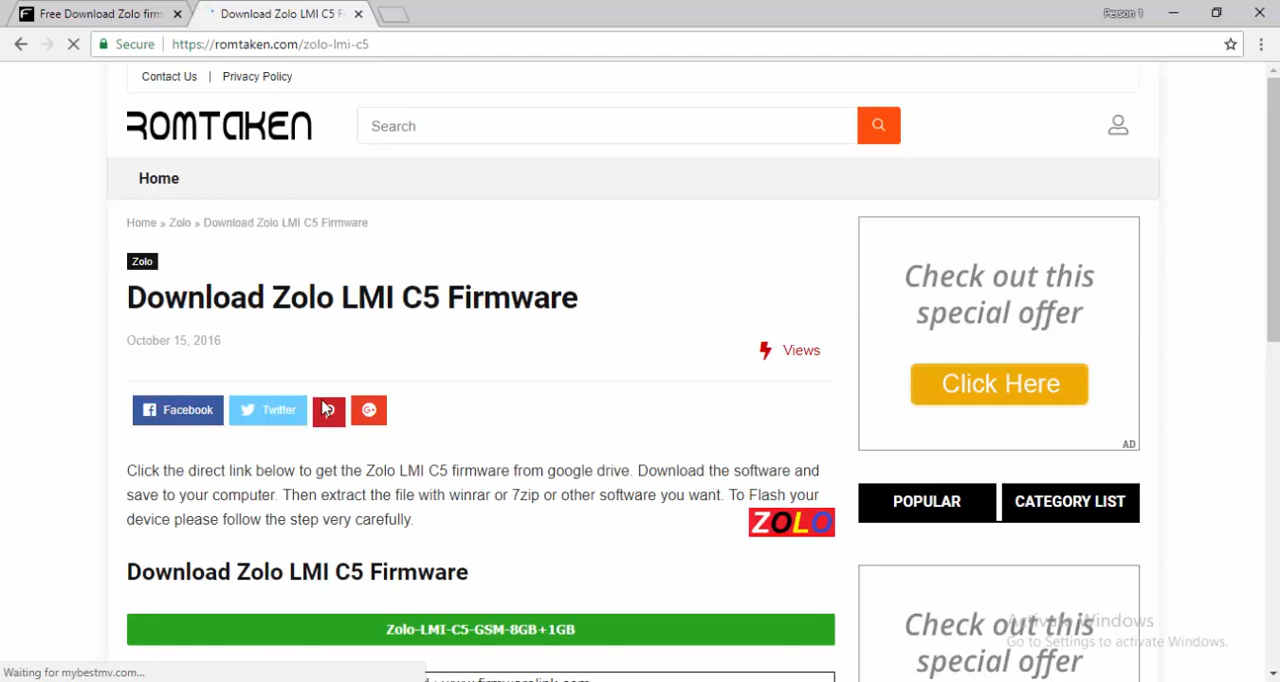 Free Download Zolo firm
Download Zolo LMI C5 F
Person 1
Secure
https://romtaken.com/zolo-lmi-c5
Contact Us | Privacy Policy
ROMTAKEN
Search
Home
Home » Zolo » Download Zolo LMI C5 Firmware
Zolo
Download Zolo LMI C5 Firmware
October 15, 2016
Views
Facebook
Twitter
Click the direct link below to get the Zolo LMI C5 firmware from google drive. Download the software and
save to your computer. Then extract the file with winrar or 7zip or other software you want. To Flash your
device please follow the step very carefully.
ZOLO
Download Zolo LMI C5 Firmware
Zolo-LMI-C5-GSM-8GB+1GB
www.firmwarelink.com
Check out this
special offer
Click Here
AD
POPULAR
CATEGORY LIST
Check out this
special offer
Activate Windows
Go to Settings to activate Windows.
Waiting for mybestmv.com...